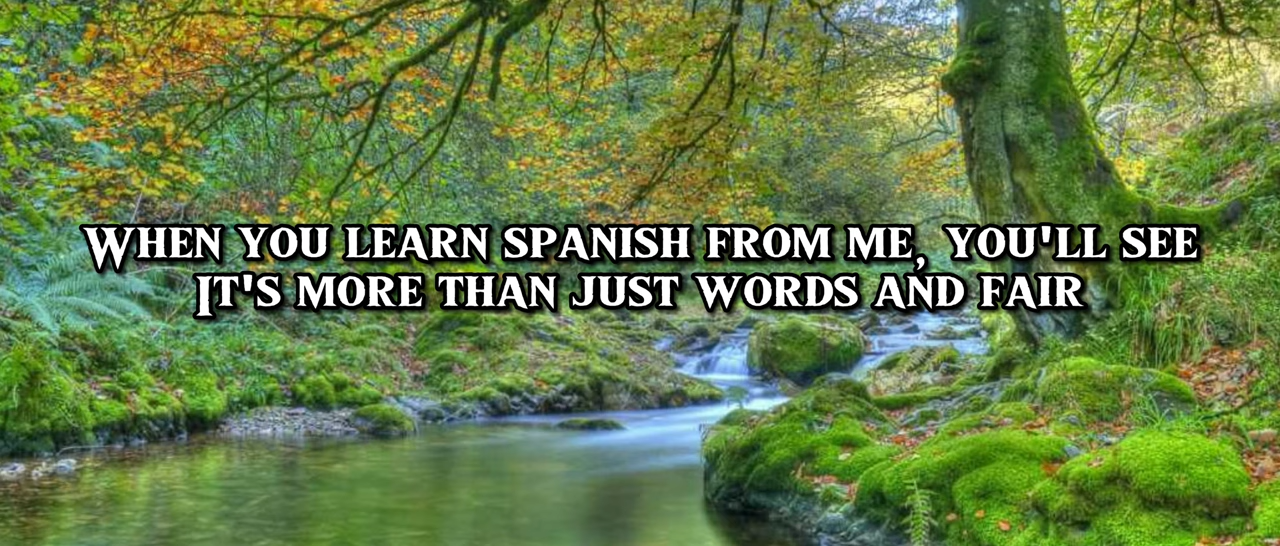 When you learn spanish from me, you'll see
It's more than just words and fair